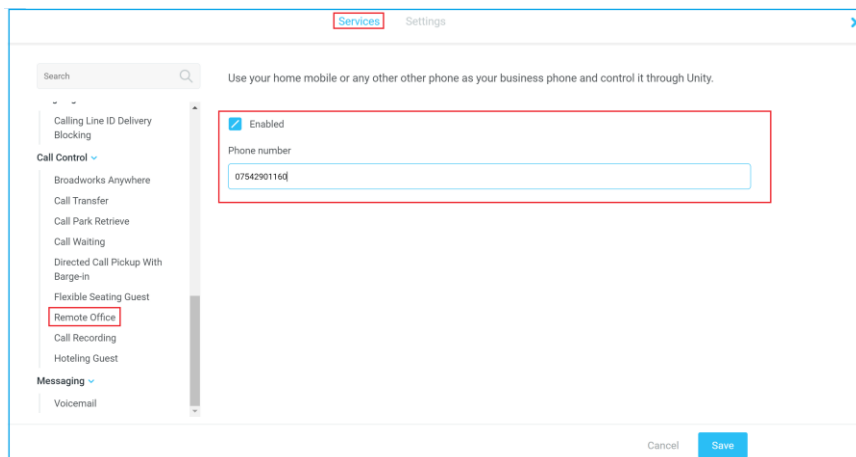 Services Settings
Search
Use your home mobile or any other other phone as your business phone and control it through Unity.
Calling Line ID Delivery
Blocking
Enabled
Phone number
07542901160
Call Control
Broadworks Anywhere
Call Transfer
Call Park Retrieve
Call Waiting
Directed Call Pickup With
Barge-in
Flexible Seating Guest
Remote Office
Call Recording
Hoteling Guest
Messaging
Voicemail
Cancel Save